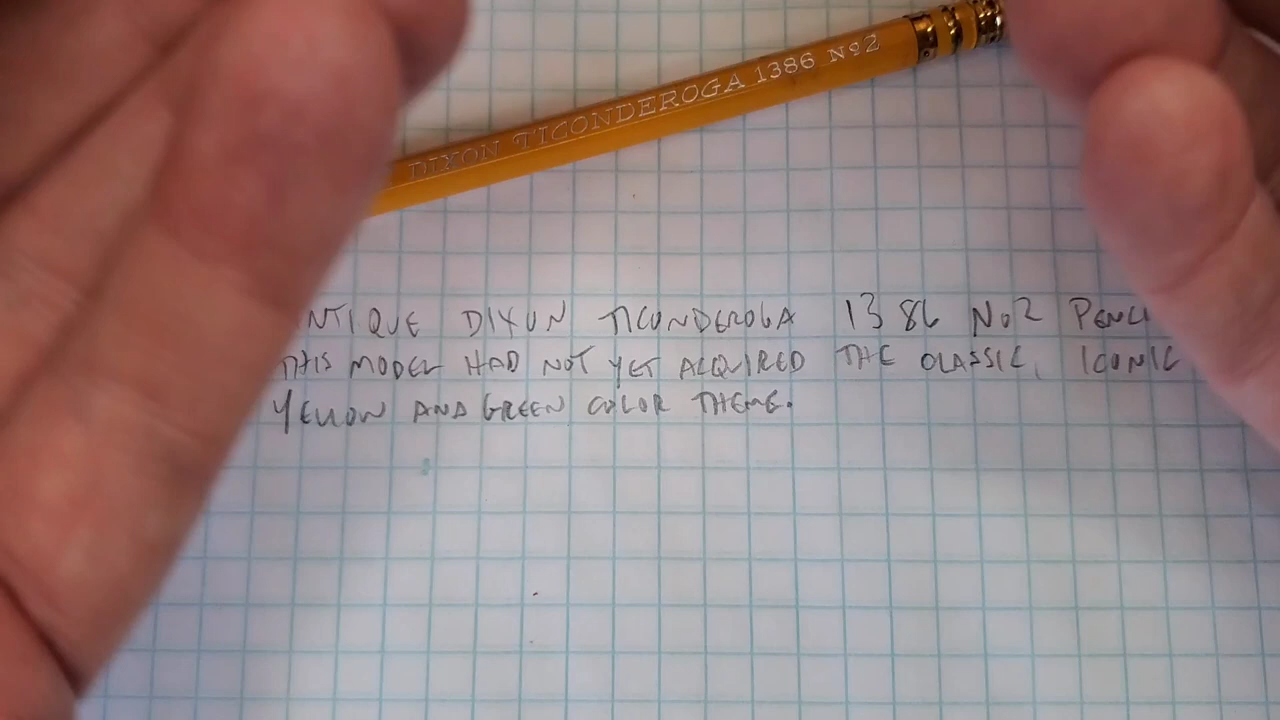 DIXON TICONDEROGA 1386 No2
NTIQUE DIXON TICONDEROGA 1386 No2 PENCI
THIS MODEL HAD NOT YET ACQUIRED THE CLASSIC, ICONIC
YELLOW AND GREEN COLOR THEME.